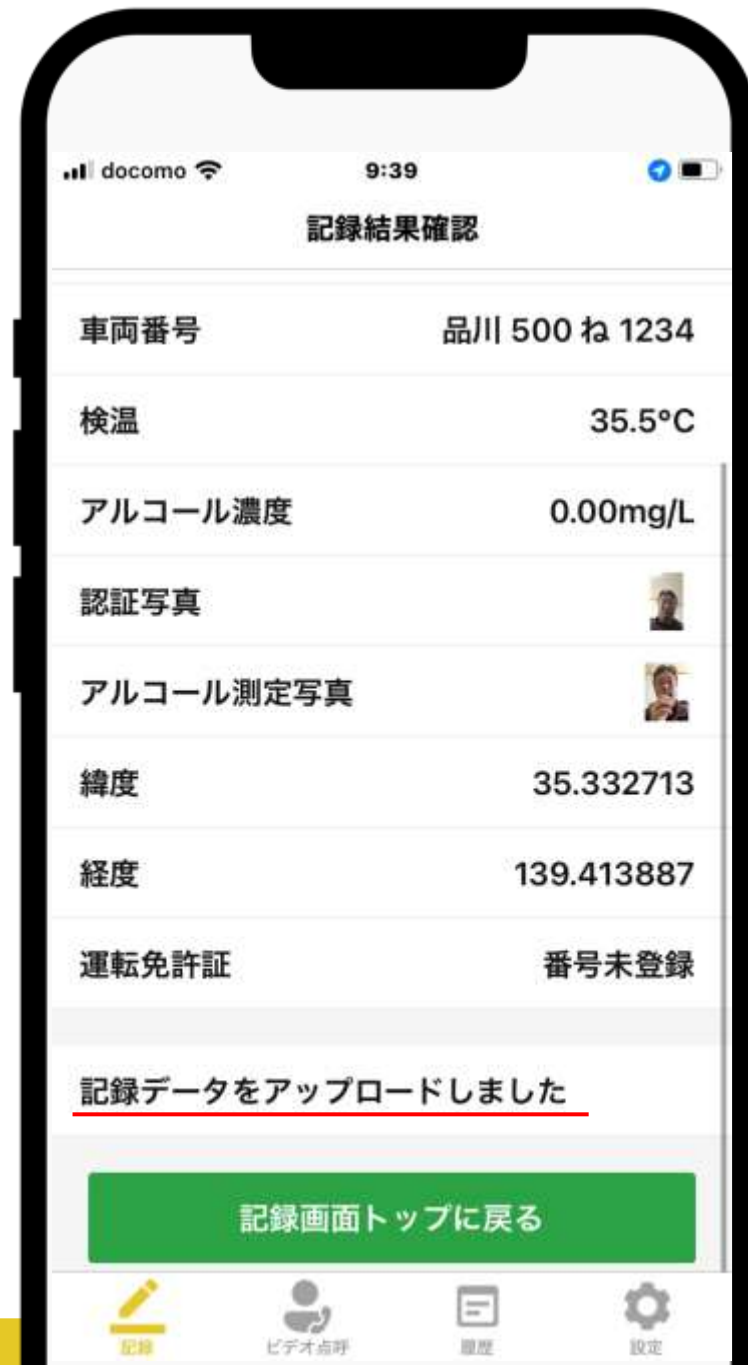 docomo 9:39
記録結果確認
車両番号 品川 500 ね 1234
検温 35.5°C
アルコール濃度 0.00mg/L
認証写真
アルコール測定写真
緯度 35.332713
経度 139.413887
運転免許証 番号未登録
記録データをアップロードしました
記録画面トップに戻る
記録 ビデオ点呼 履歴 設定